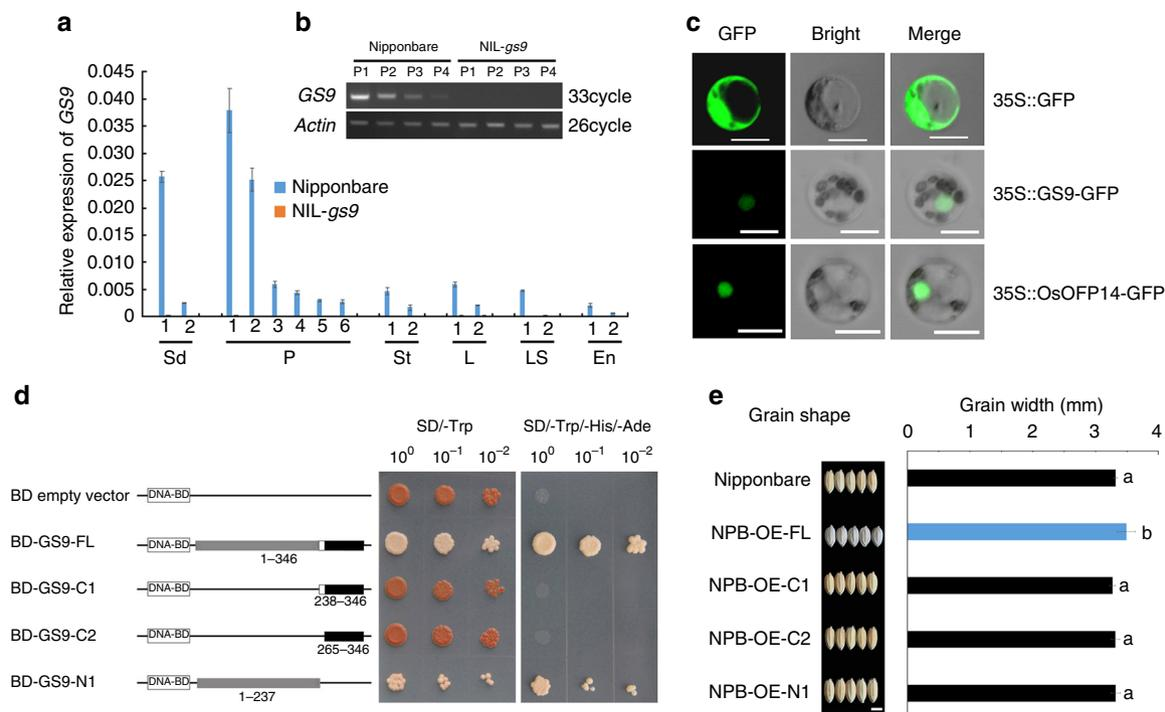 a
Relative expression of GS9
0.045
0.040
0.035
0.030
0.025
0.020
0.010
0.005
0
Nipponbare
NIL-gs9
1 2 1 2 3 4 5 6 1 2 1 2 1 2 1 2
Sd P St L LS En
b
Nipponbare NIL-gs9
P1 P2 P3 P4 P1 P2 P3 P4
GS9 33cycle
Actin 26cycle
c
GFP Bright Merge
35S::GFP
35S::GS9-GFP
35S::OsOFP14-GFP
d
SD/-Trp SD/-Trp/-His/-Ade
10⁰ 10⁻¹ 10⁻² 10⁰ 10⁻¹ 10⁻²
BD empty vector DNA-BD
BD-GS9-FL DNA-BD
1–346
BD-GS9-C1 DNA-BD
238–346
BD-GS9-C2 DNA-BD
265–346
BD-GS9-N1 DNA-BD
1–237
e
Grain shape Grain width (mm)
0 1 2 3 4
Nipponbare a
NPB-OE-FL b
NPB-OE-C1 a
NPB-OE-C2 a
NPB-OE-N1 a